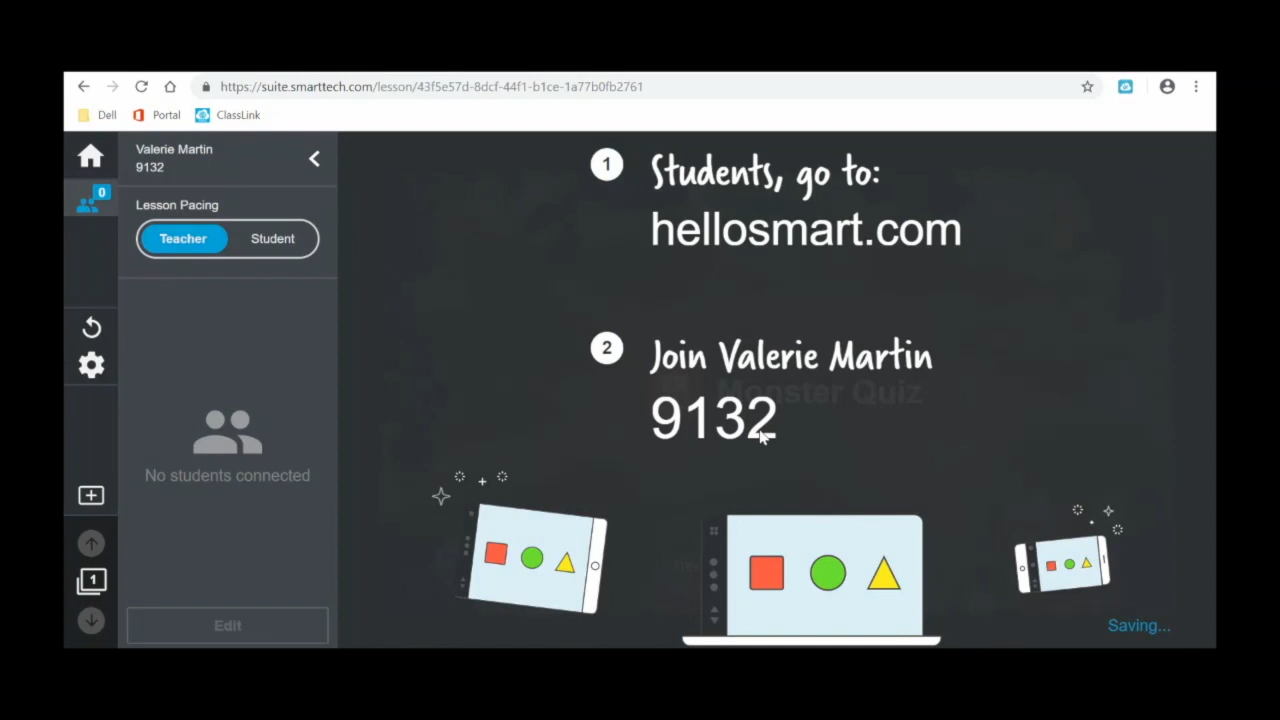 https://suite.smarttech.com/lesson/43f5e57d-8dcf-44f1-b1ce-1a77b0fb2761
Dell Portal ClassLink
Valerie Martin
9132
0
Lesson Pacing
Teacher Student
No students connected
1
Edit
1 Students, go to:
hellosmart.com
2 Join Valerie Martin
Monster Quiz
9132
Saving...